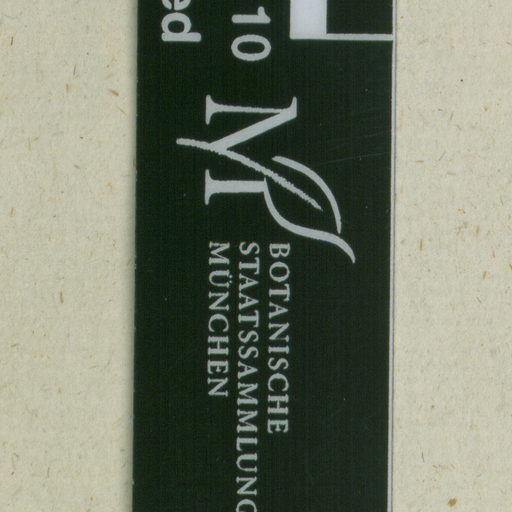 10
ed
M
BOTANISCHE
STAATSSAMMLUNG
MÜNCHEN